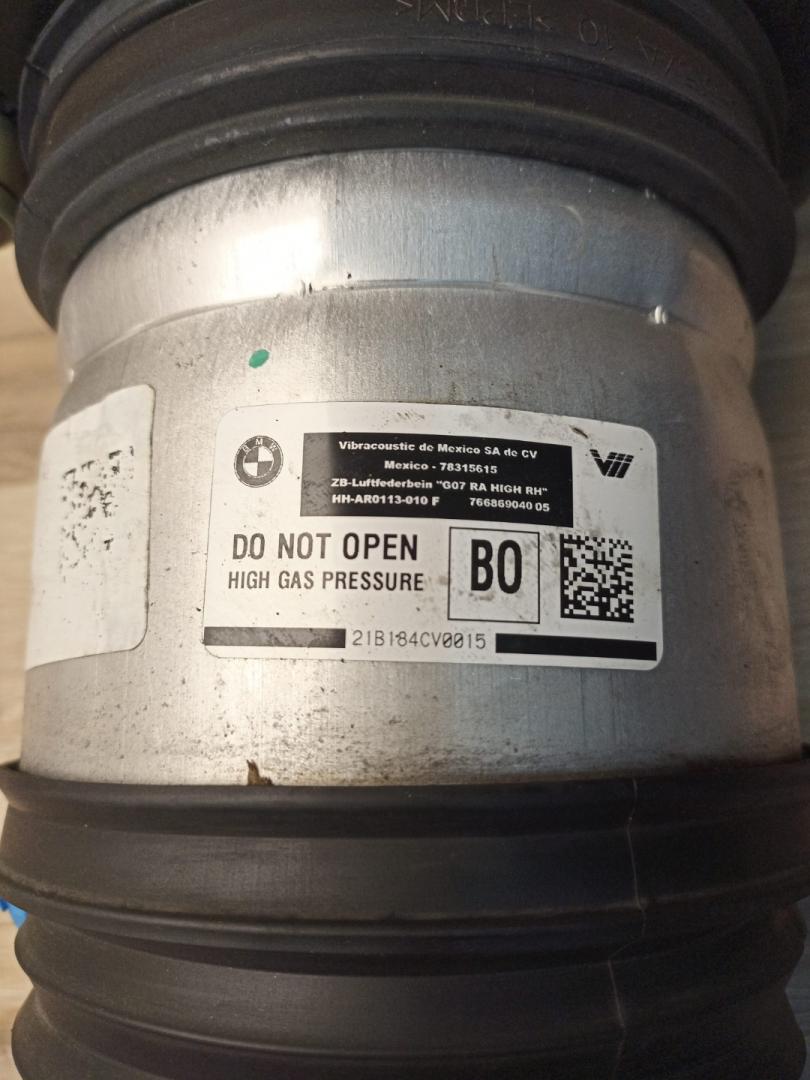 BMW
Vibracoustic de Mexico SA de CV
Mexico - 78315615
ZB-Luftfederbein "G07 RA HIGH RH"
HH-AR0113-010 F 766869040 05
DO NOT OPEN
HIGH GAS PRESSURE
BO
21B184CV0015